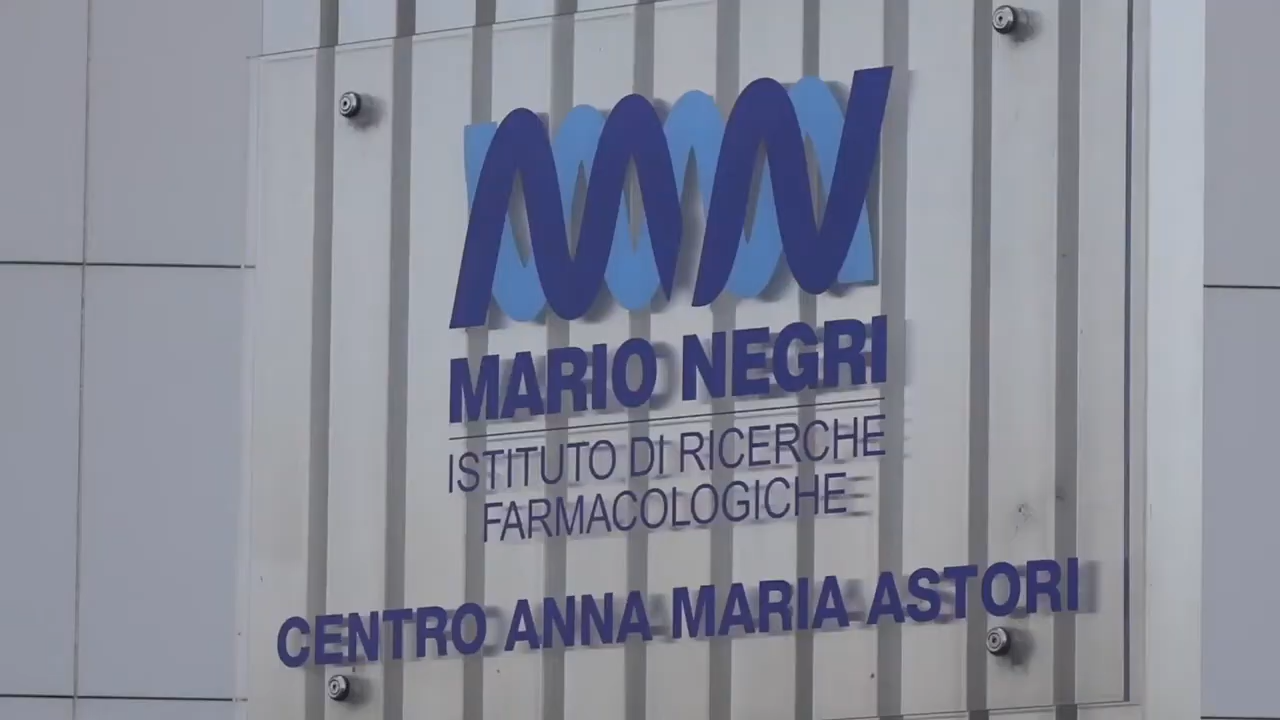 MARIO NEGRI
ISTITUTO DI RICERCHE
FARMACOLOGICHE
CENTRO ANNA MARIA ASTORI